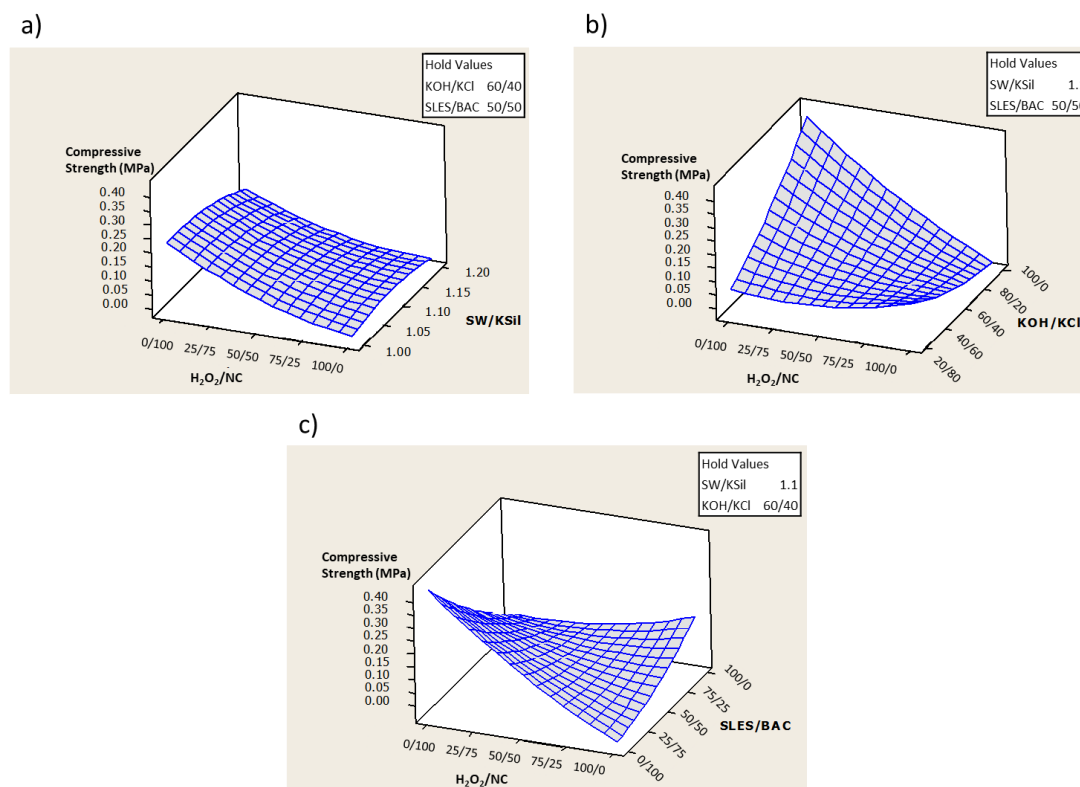 a)
Hold Values
KOH/KCl 60/40
SLES/BAC 50/50
Compressive
Strength (MPa)
0.40
0.35
0.30
0.25
0.20
0.15
0.10
0.05
0.00
0/100 25/75 50/50 75/25 100/0
H₂O₂/NC
1.20
1.15
1.10
1.05
1.00
SW/KSil
b)
Hold Values
SW/KSil 1.
SLES/BAC 50/50
Compressive
Strength (MPa)
0.40
0.35
0.30
0.25
0.20
0.15
0.10
0.05
0.00
0/100 25/75 50/50 75/25 100/0
H₂O₂/NC
100/0
80/20
60/40
40/60
20/80
KOH/KCl
c)
Hold Values
SW/KSil 1.1
KOH/KCl 60/40
Compressive
Strength (MPa)
0.40
0.35
0.30
0.25
0.20
0.15
0.10
0.05
0.00
0/100 25/75 50/50 75/25 100/0
H₂O₂/NC
100/0
75/25
50/50
25/75
0/100
SLES/BAC